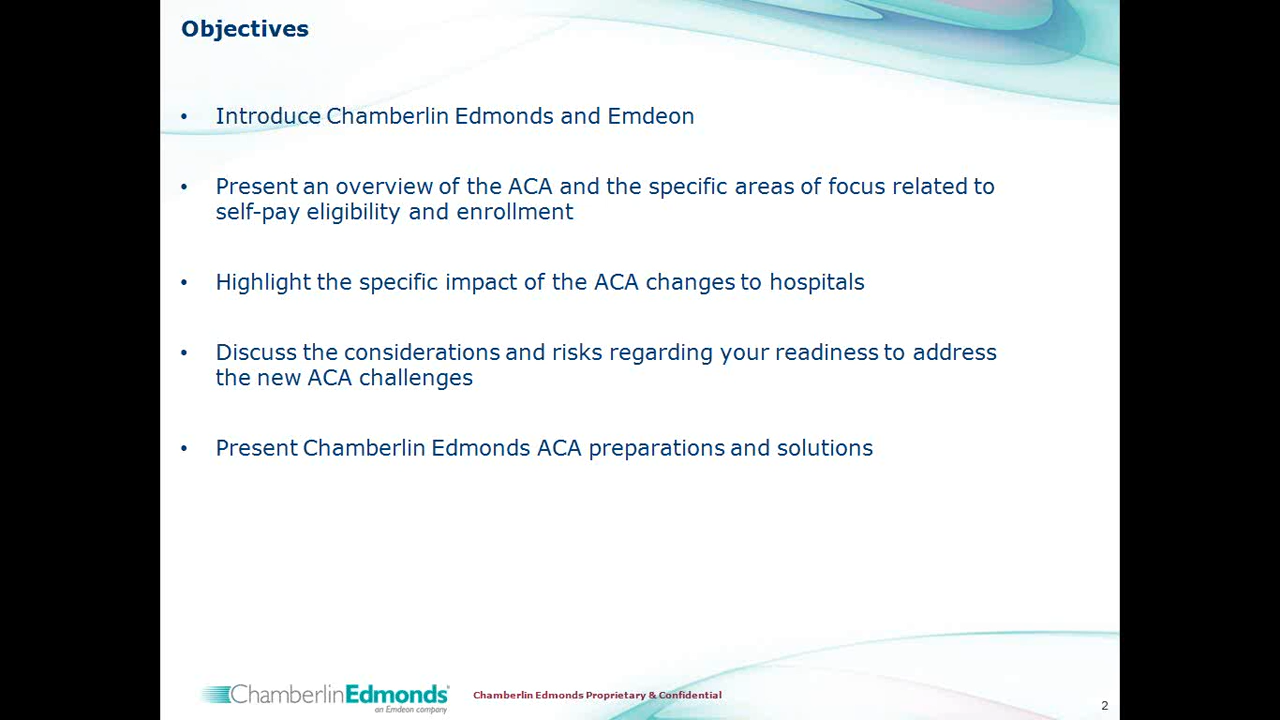 Objectives
• Introduce Chamberlin Edmonds and Emdeon
• Present an overview of the ACA and the specific areas of focus related to
self-pay eligibility and enrollment
• Highlight the specific impact of the ACA changes to hospitals
• Discuss the considerations and risks regarding your readiness to address
the new ACA challenges
• Present Chamberlin Edmonds ACA preparations and solutions
ChamberlinEdmonds
an Emdeon company
Chamberlin Edmonds Proprietary & Confidential
2